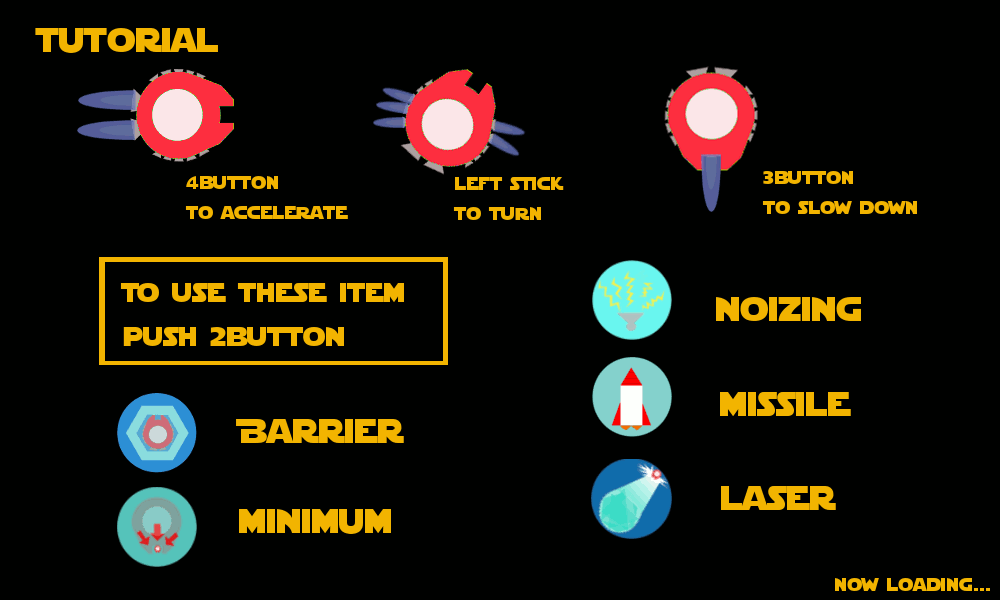 TUTORIAL
4BUTTON
TO ACCELERATE
LEFT STICK
TO TURN
3BUTTON
TO SLOW DOWN
TO USE THESE ITEM
PUSH 2BUTTON
BARRIER
MINIMUM
NOIZING
MISSILE
LASER
NOW LOADING...